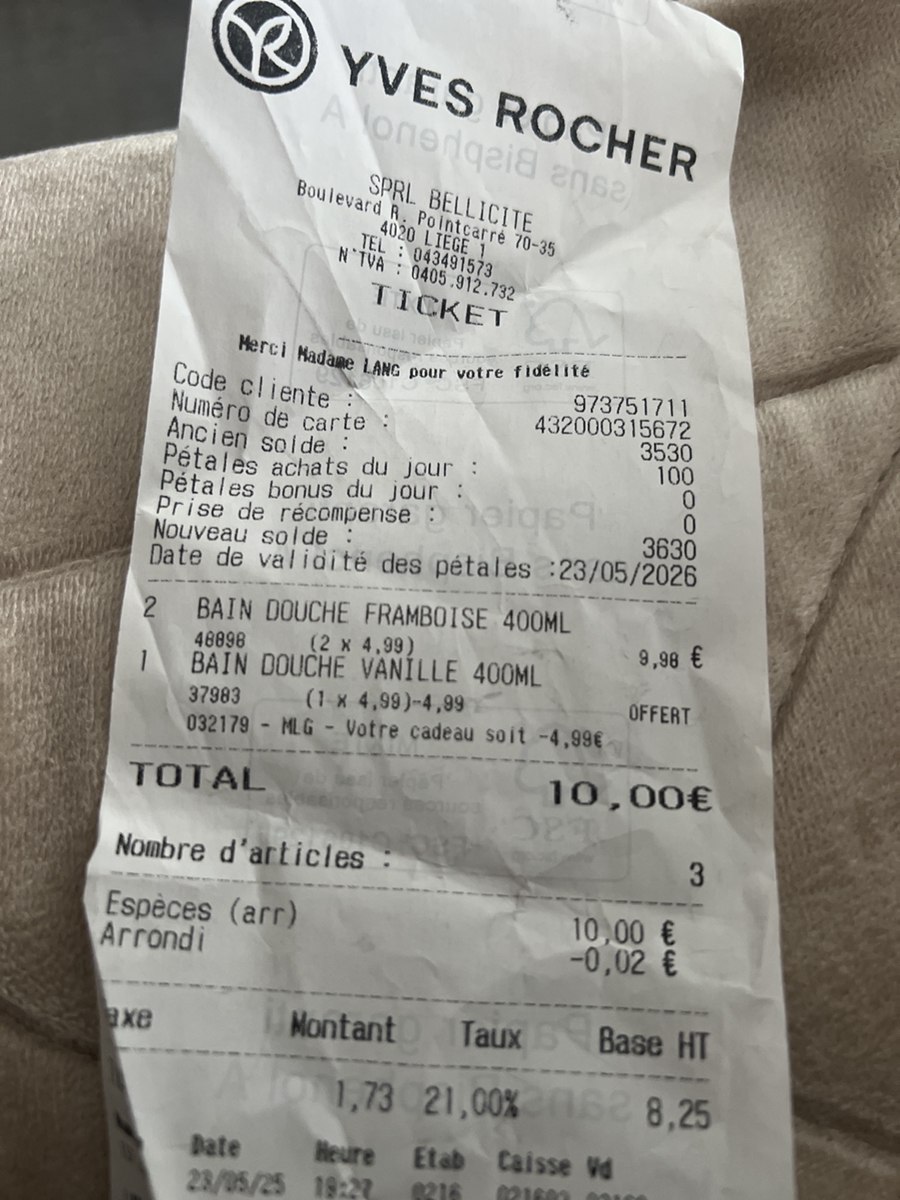 YVES ROCHER
SPRL BELLICITE
Boulevard R. Pointcarré 70-35
4020 LIEGE 1
TEL : 043491573
N°TVA : 0405.912.732
TICKET
Merci Madame LANG pour votre fidélité
Code cliente : 973751711
Numéro de carte : 432000315672
Ancien solde : 3530
Pétales achats du jour : 100
Pétales bonus du jour : 0
Prise de récompense : 0
Nouveau solde : 3630
Date de validité des pétales :23/05/2026
2 BAIN DOUCHE FRAMBOISE 400ML
46898 (2 x 4,99) 9,98 €
1 BAIN DOUCHE VANILLE 400ML
37983 (1 x 4,99)-4,99 OFFERT
032179 - MLG - Votre cadeau soit -4,99€
TOTAL 10,00€
Nombre d'articles : 3
Espèces (arr) 10,00 €
Arrondi -0,02 €
axe Montant Taux Base HT
1,73 21,00% 8,25
Date Heure Etab Caisse Vd
23/05/25 19:27 0216